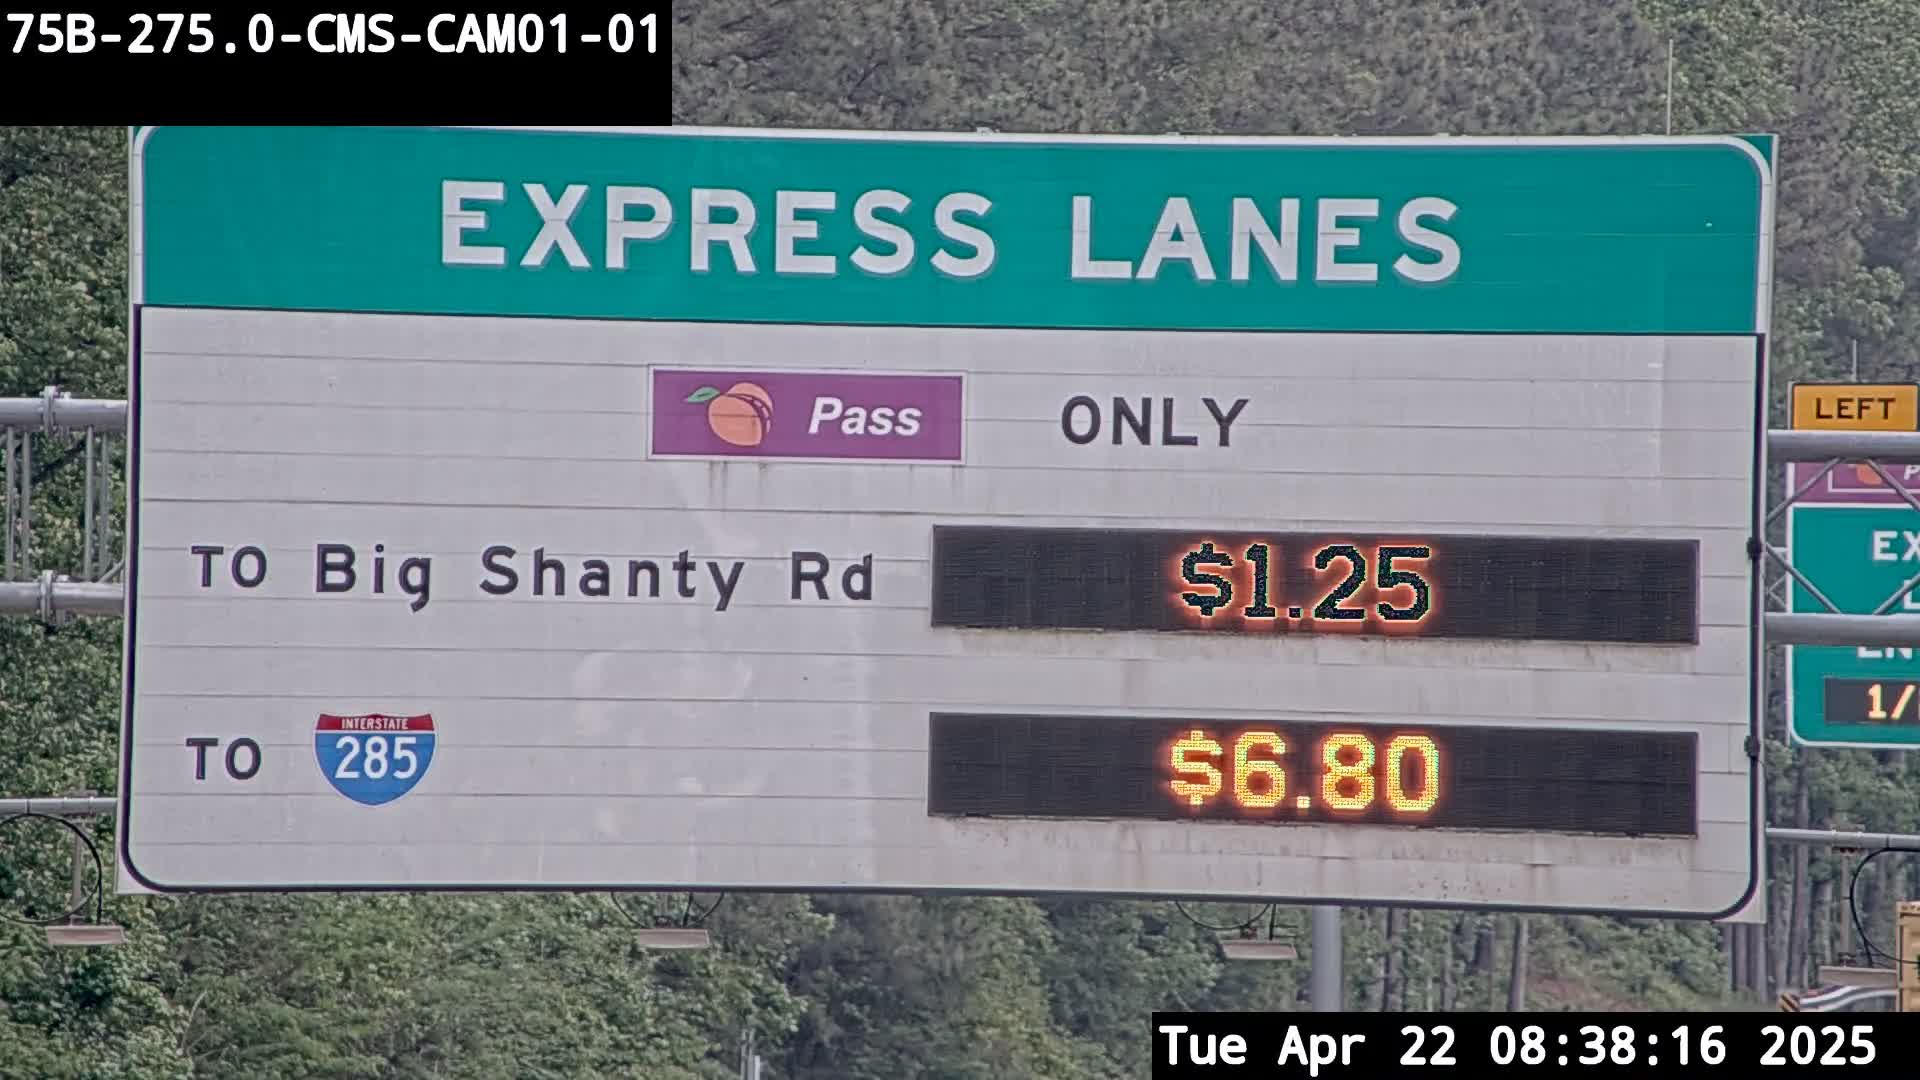 75B-275.0-CMS-CAM01-01
EXPRESS LANES
Pass ONLY
LEFT
TO Big Shanty Rd $1.25
TO INTERSTATE 285 $6.80
Tue Apr 22 08:38:16 2025